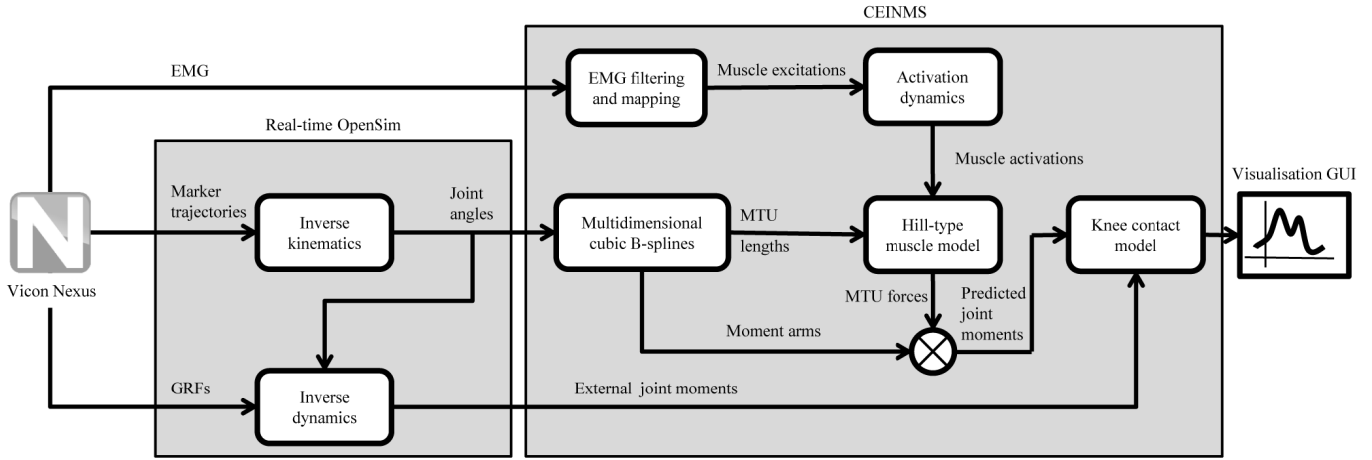 CEINMS
EMG
EMG filtering
and mapping
Muscle excitations
Activation
dynamics
Real-time OpenSim
Muscle activations
Visualisation GUI
N
Vicon Nexus
Marker
trajectories
Inverse
kinematics
Joint
angles
Multidimensional
cubic B-splines
MTU
lengths
Hill-type
muscle model
Knee contact
model
MTU forces
Predicted
joint
moments
Moment arms
GRFs
Inverse
dynamics
External joint moments